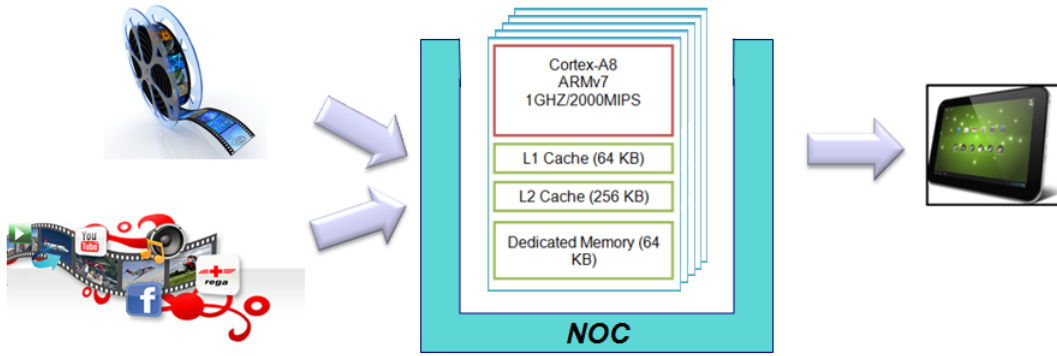 Cortex-A8
ARMv7
1GHZ/2000MIPS
L1 Cache (64 KB)
L2 Cache (256 KB)
Dedicated Memory (64
KB)
NOC
You
Tube
rega
f